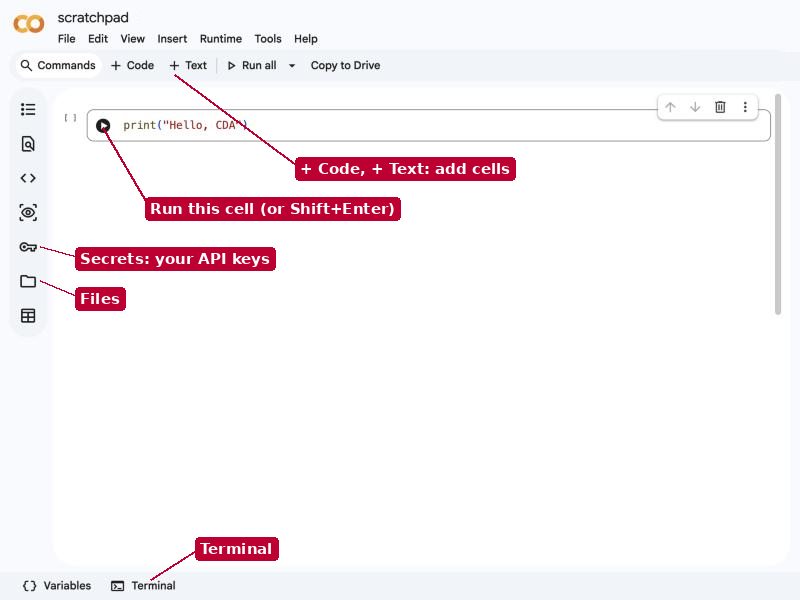 scratchpad
File Edit View Insert Runtime Tools Help
Commands + Code + Text Run all Copy to Drive
[ ] print("Hello, CDA")
+ Code, + Text: add cells
Run this cell (or Shift+Enter)
Secrets: your API keys
Files
Terminal
{} Variables Terminal